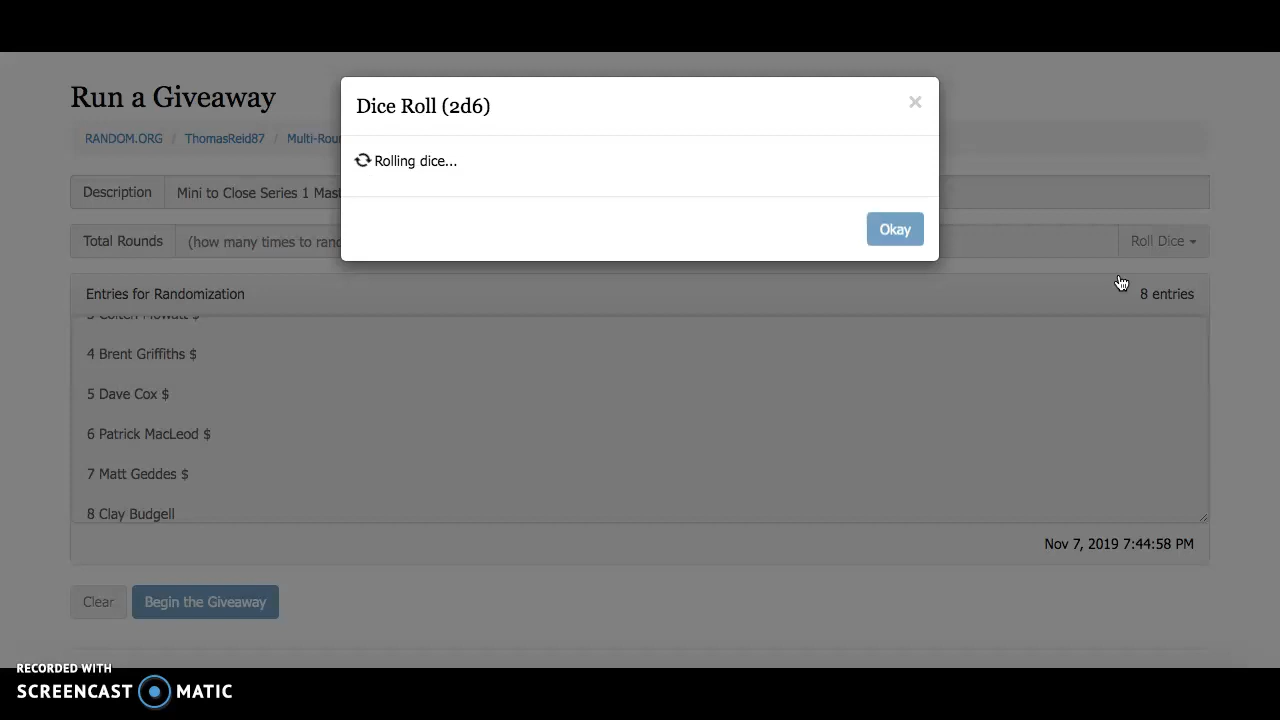 Run a Giveaway
Dice Roll (2d6)
×
RANDOM.ORG / ThomasReid87 / Multi-Rou
Rolling dice...
Description
Mini to Close Series 1 Mast
Okay
Total Rounds
(how many times to rand
Roll Dice
Entries for Randomization
8 entries
3 Colten Mowatt $
4 Brent Griffiths $
5 Dave Cox $
6 Patrick MacLeod $
7 Matt Geddes $
8 Clay Budgell
Nov 7, 2019 7:44:58 PM
Clear
Begin the Giveaway
RECORDED WITH
SCREENCAST MATIC